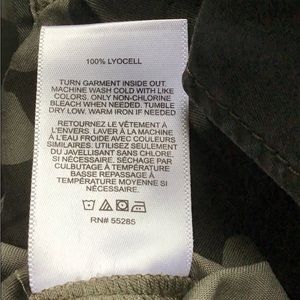 100% LYOCELL
TURN GARMENT INSIDE OUT.
MACHINE WASH COLD WITH LIKE
COLORS, ONLY NON-CHLORINE
BLEACH WHEN NEEDED. TUMBLE
DRY LOW. WARM IRON IF NEEDED.
RETOURNEZ LE VÊTEMENT À
L'ENVERS. LAVER À LA MACHINE
À L'EAU FROIDE AVEC COULEURS
SIMILAIRES. UTILISEZ SEULEMENT
DU JAVELLISANT SANS CHLORE,
SI NÉCESSAIRE. SÉCHAGE PAR
CULBUTAGE À TEMPÉRATURE
BASSE REPASSAGE À
TEMPÉRATURE MOYENNE SI
NÉCESSAIRE.
RN# 55285